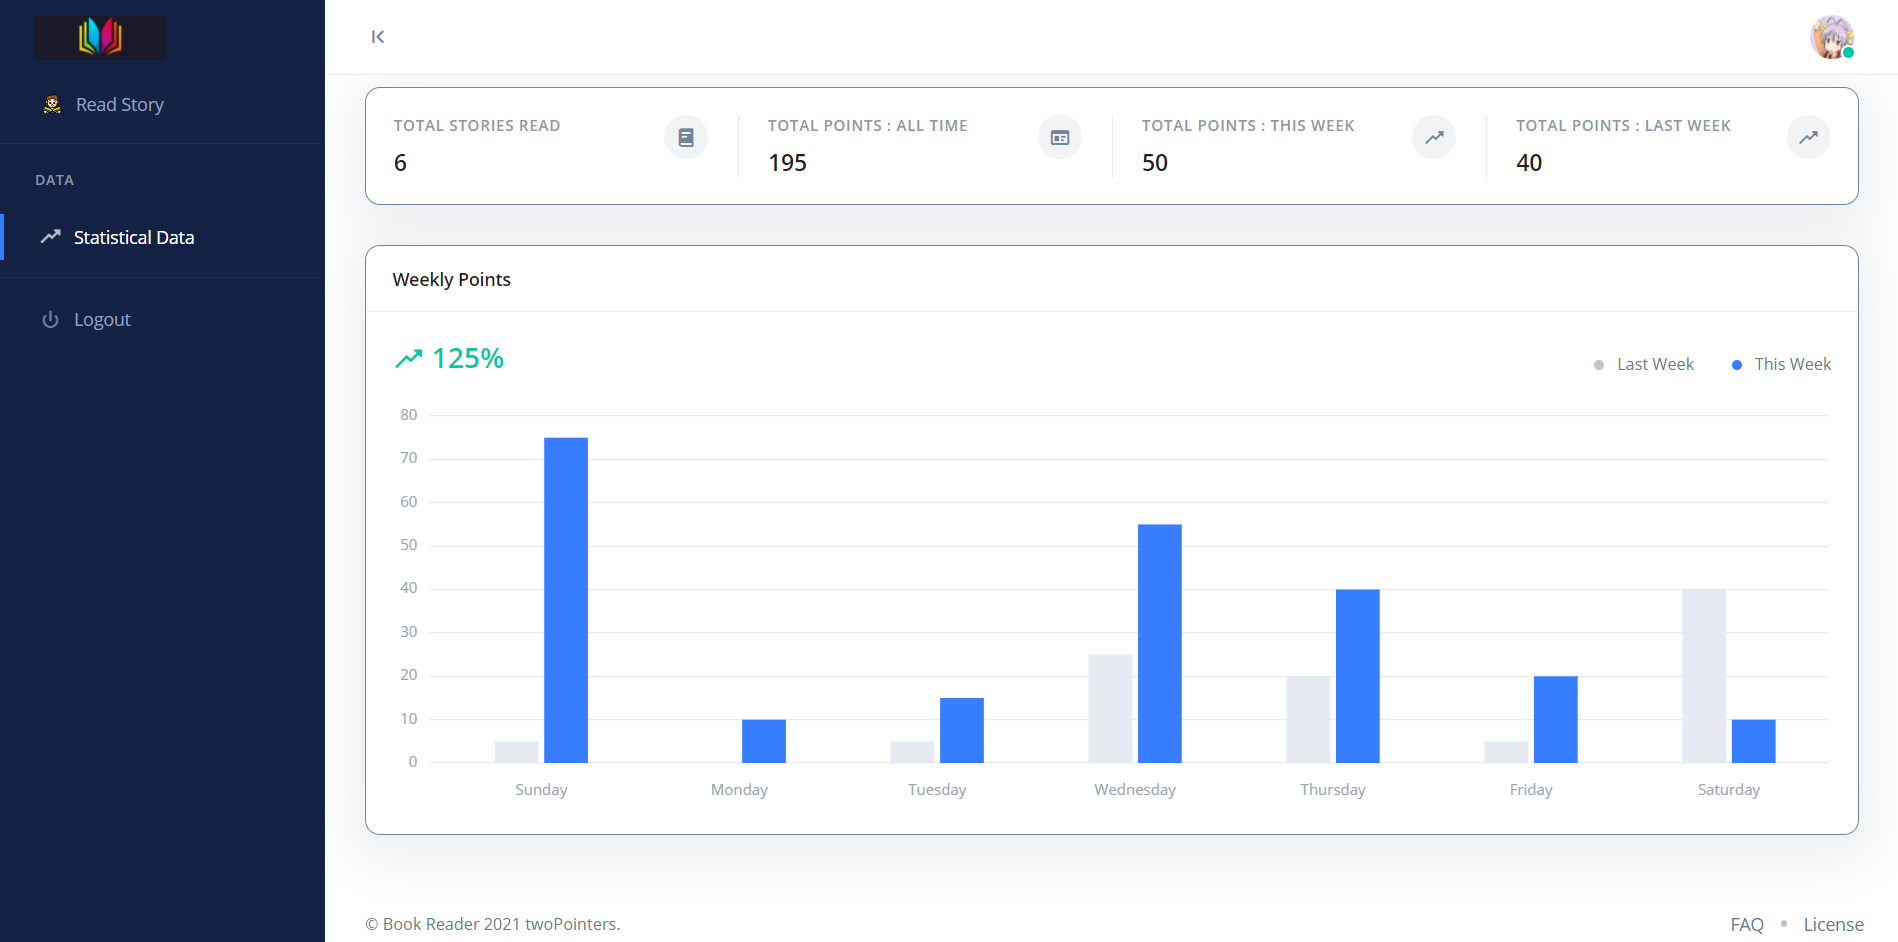 Read Story
DATA
Statistical Data
Logout
TOTAL STORIES READ
6
TOTAL POINTS : ALL TIME
195
TOTAL POINTS : THIS WEEK
50
TOTAL POINTS : LAST WEEK
40
Weekly Points
125%
Last Week
This Week
80
70
60
50
40
30
20
10
0
Sunday Monday Tuesday Wednesday Thursday Friday Saturday
© Book Reader 2021 twoPointers.
FAQ • License